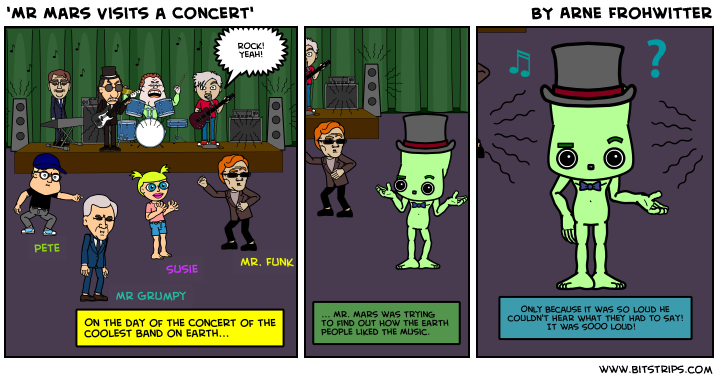 'MR MARS VISITS A CONCERT'
BY ARNE FROHWITTER
ROCK!
YEAH!
PETE
SUSIE
MR. FUNK
MR GRUMPY
ON THE DAY OF THE CONCERT OF THE
COOLEST BAND ON EARTH...
... MR. MARS WAS TRYING
TO FIND OUT HOW THE EARTH
PEOPLE LIKED THE MUSIC.
?
ONLY BECAUSE IT WAS SO LOUD HE
COULDN'T HEAR WHAT THEY HAD TO SAY!
IT WAS SOOO LOUD!
WWW.BITSTRIPS.COM